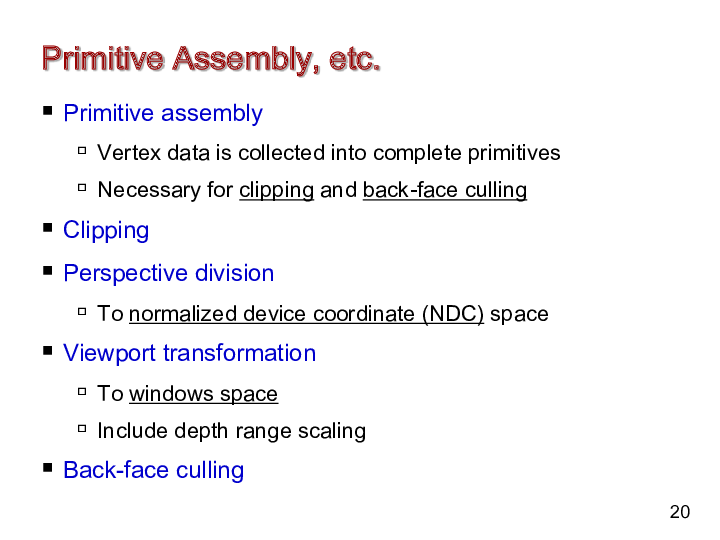 Primitive Assembly, etc.
Primitive assembly
Vertex data is collected into complete primitives
Necessary for clipping and back-face culling
Clipping
Perspective division
To normalized device coordinate (NDC) space
Viewport transformation
To windows space
Include depth range scaling
Back-face culling
20